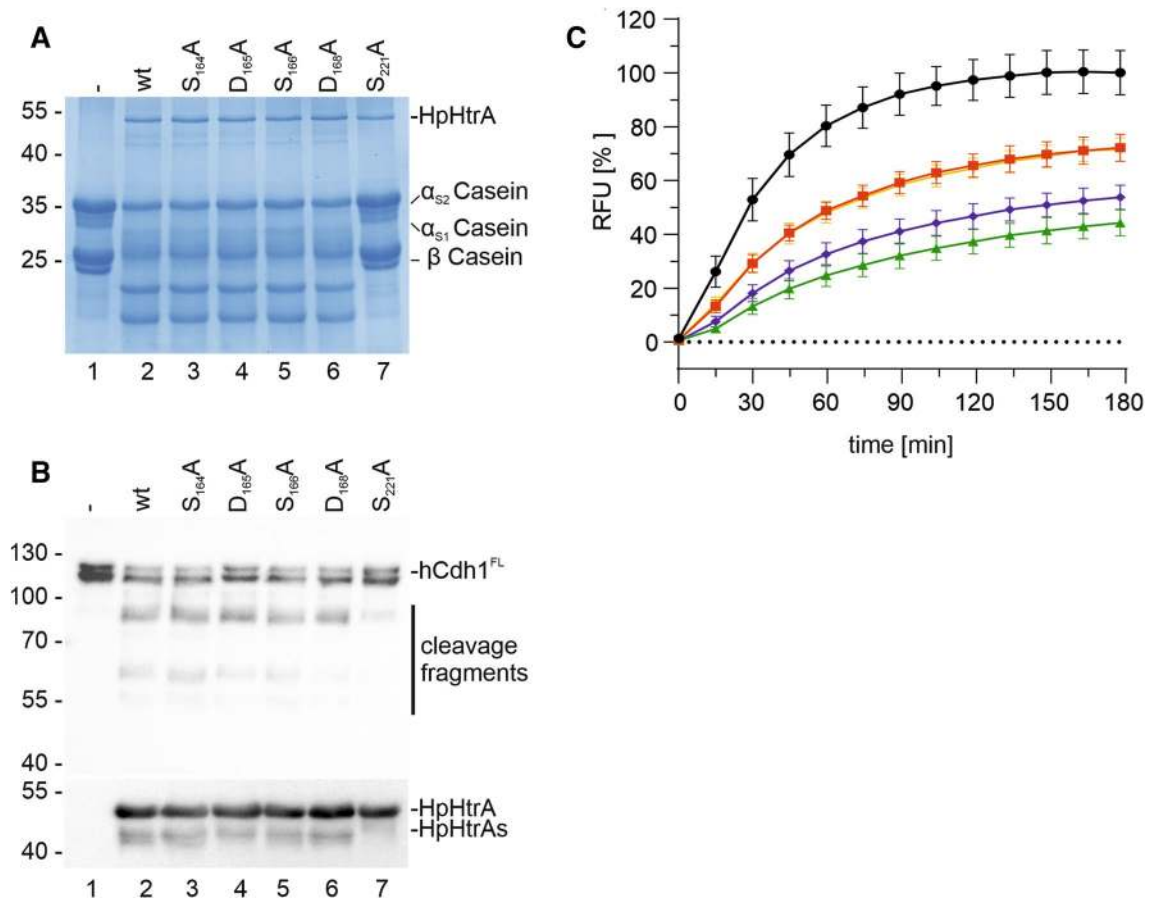 A
-
wt
S₁₆₄A
D₁₆₅A
S₁₆₆A
D₁₆₈A
S₂₂₁A
55 -
40 -
35 -
25 -
-HpHtrA
αS2 Casein
αS1 Casein
β Casein
1 2 3 4 5 6 7
B
-
wt
S₁₆₄A
D₁₆₅A
S₁₆₆A
D₁₆₈A
S₂₂₁A
130 -
100 -
70 -
55 -
40 -
-hCdh1ᶠᴸ
cleavage
fragments
55 -
40 -
-HpHtrA
-HpHtrAs
1 2 3 4 5 6 7
C
RFU [% ]
120
100
80
60
40
20
0
0 30 60 90 120 150 180
time [min]